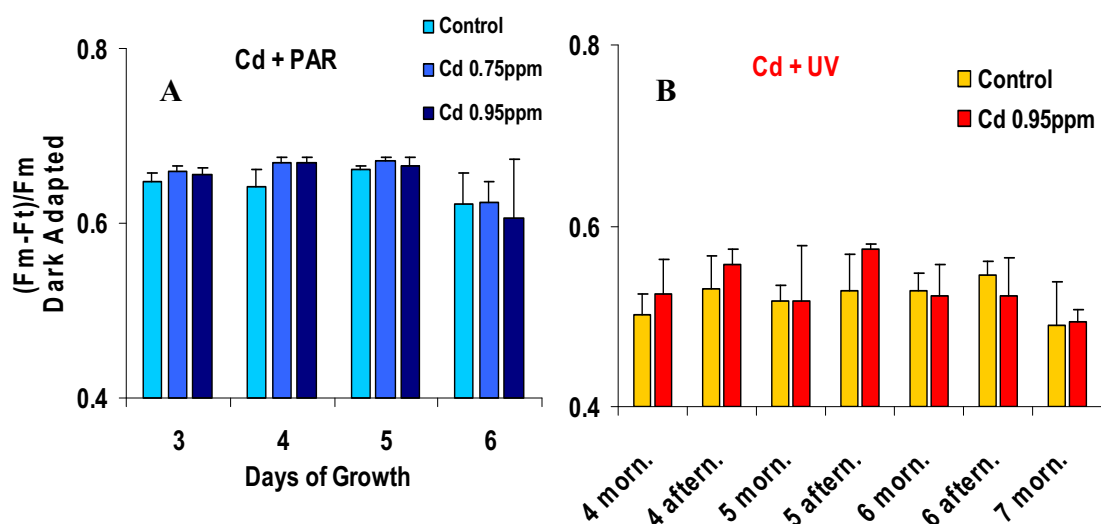 (Fm-Ft)/Fm
Dark Adapted
0.8
0.6
0.4
A
Cd + PAR
Control
Cd 0.75ppm
Cd 0.95ppm
3
4
5
6
Days of Growth
0.8
0.6
0.4
B
Cd + UV
Control
Cd 0.95ppm
4 morn.
4 aftern.
5 morn.
5 aftern.
6 morn.
6 aftern.
7 morn.